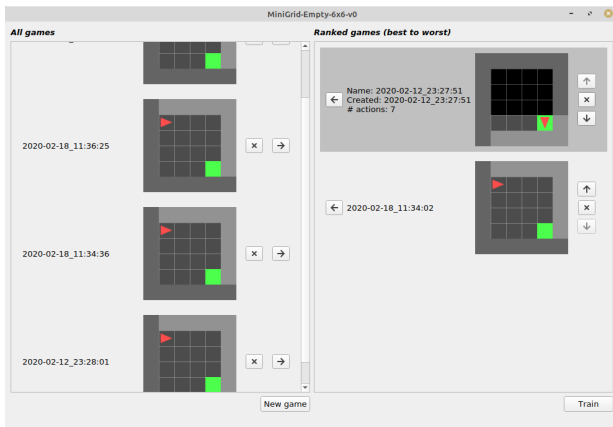 MiniGrid-Empty-6x6-v0
All games
Ranked games (best to worst)
Name: 2020-02-12_23:27:51
Created: 2020-02-12_23:27:51
# actions: 7
2020-02-18_11:36:25
2020-02-18_11:34:02
2020-02-18_11:34:36
2020-02-12_23:28:01
New game
Train